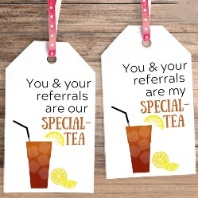 You & your
referrals
are our
SPECIAL-
TEA
You & your
referrals
are my
SPECIAL-
TEA